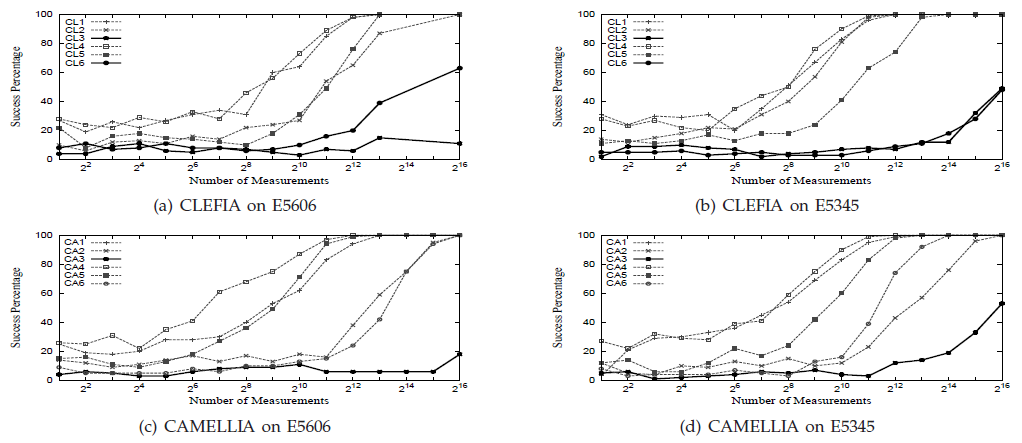 100
80
60
40
20
0
Success Percentage
CL1
CL2
CL3
CL4
CL5
CL6
2^2 2^4 2^6 2^8 2^10 2^12 2^14 2^16
Number of Measurements
(a) CLEFIA on E5606
100
80
60
40
20
0
Success Percentage
CL1
CL2
CL3
CL4
CL5
CL6
2^2 2^4 2^6 2^8 2^10 2^12 2^14 2^16
Number of Measurements
(b) CLEFIA on E5345
100
80
60
40
20
0
Success Percentage
CA1
CA2
CA3
CA4
CA5
CA6
2^2 2^4 2^6 2^8 2^10 2^12 2^14 2^16
Number of Measurements
(c) CAMELLIA on E5606
100
80
60
40
20
0
Success Percentage
CA1
CA2
CA3
CA4
CA5
CA6
2^2 2^4 2^6 2^8 2^10 2^12 2^14 2^16
Number of Measurements
(d) CAMELLIA on E5345